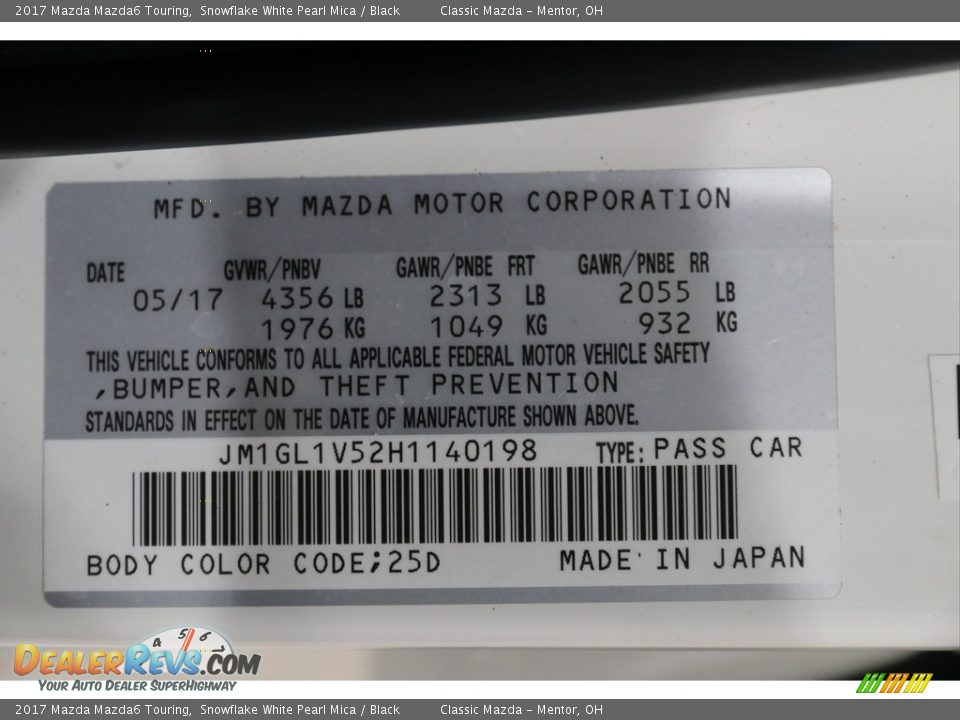 2017 Mazda Mazda6 Touring, Snowflake White Pearl Mica / Black Classic Mazda - Mentor, OH
MFD. BY MAZDA MOTOR CORPORATION
DATE GVWR/PNBV GAWR/PNBE FRT GAWR/PNBE RR
05/17 4356 LB 2313 LB 2055 LB
1976 KG 1049 KG 932 KG
THIS VEHICLE CONFORMS TO ALL APPLICABLE FEDERAL MOTOR VEHICLE SAFETY
,BUMPER,AND THEFT PREVENTION
STANDARDS IN EFFECT ON THE DATE OF MANUFACTURE SHOWN ABOVE.
JM1GL1V52H1140198 TYPE: PASS CAR
BODY COLOR CODE;25D MADE IN JAPAN
4 5 6
DEALERREVS.COM
YOUR AUTO DEALER SUPERHIGHWAY
2017 Mazda Mazda6 Touring, Snowflake White Pearl Mica / Black Classic Mazda - Mentor, OH